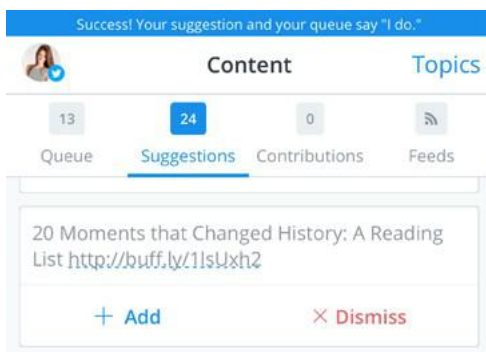 Success! Your suggestion and your queue say "I do."
Content
Topics
13
24
0
Queue
Suggestions
Contributions
Feeds
20 Moments that Changed History: A Reading
List http://buff.ly/1lsUxh2
+ Add
× Dismiss